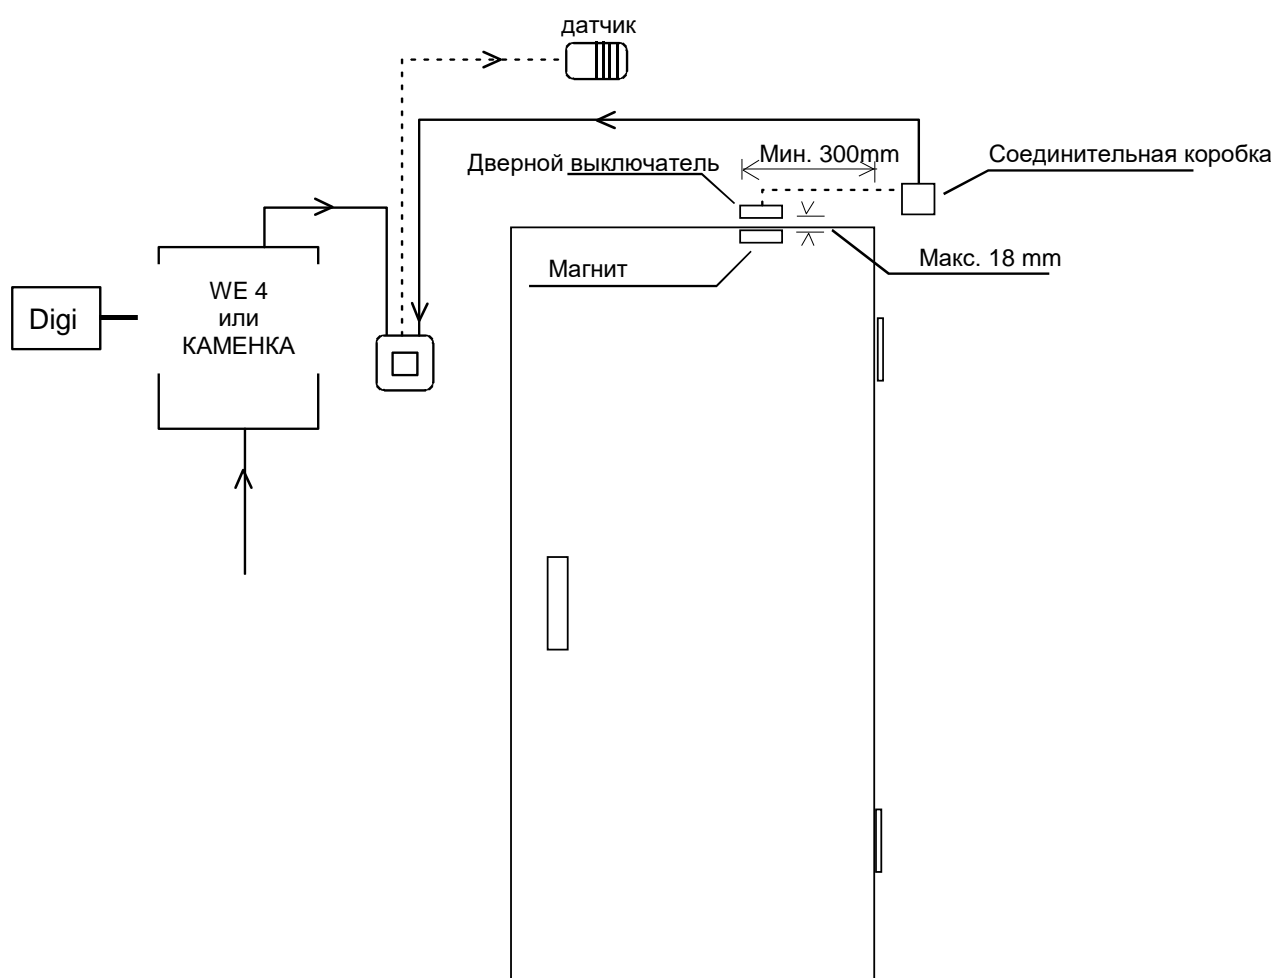 датчик
Дверной выключатель
Мин. 300mm
Соединительная коробка
Магнит
Макс. 18 mm
Digi
WE 4
или
КАМЕНКА